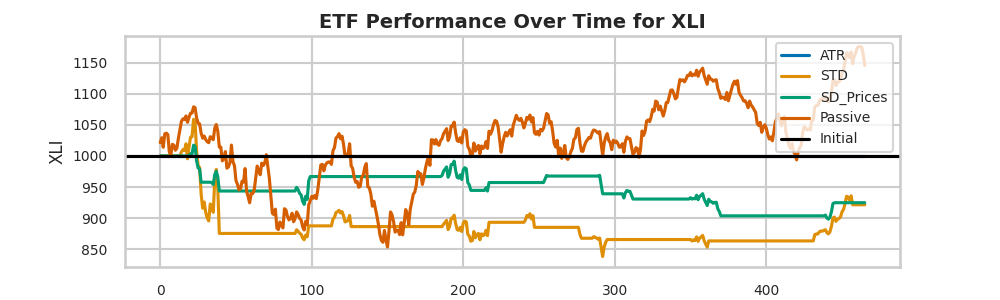 ETF Performance Over Time for XLI
XLI
1150
1100
1050
1000
950
900
850
0
100
200
300
400
ATR
STD
SD_Prices
Passive
Initial